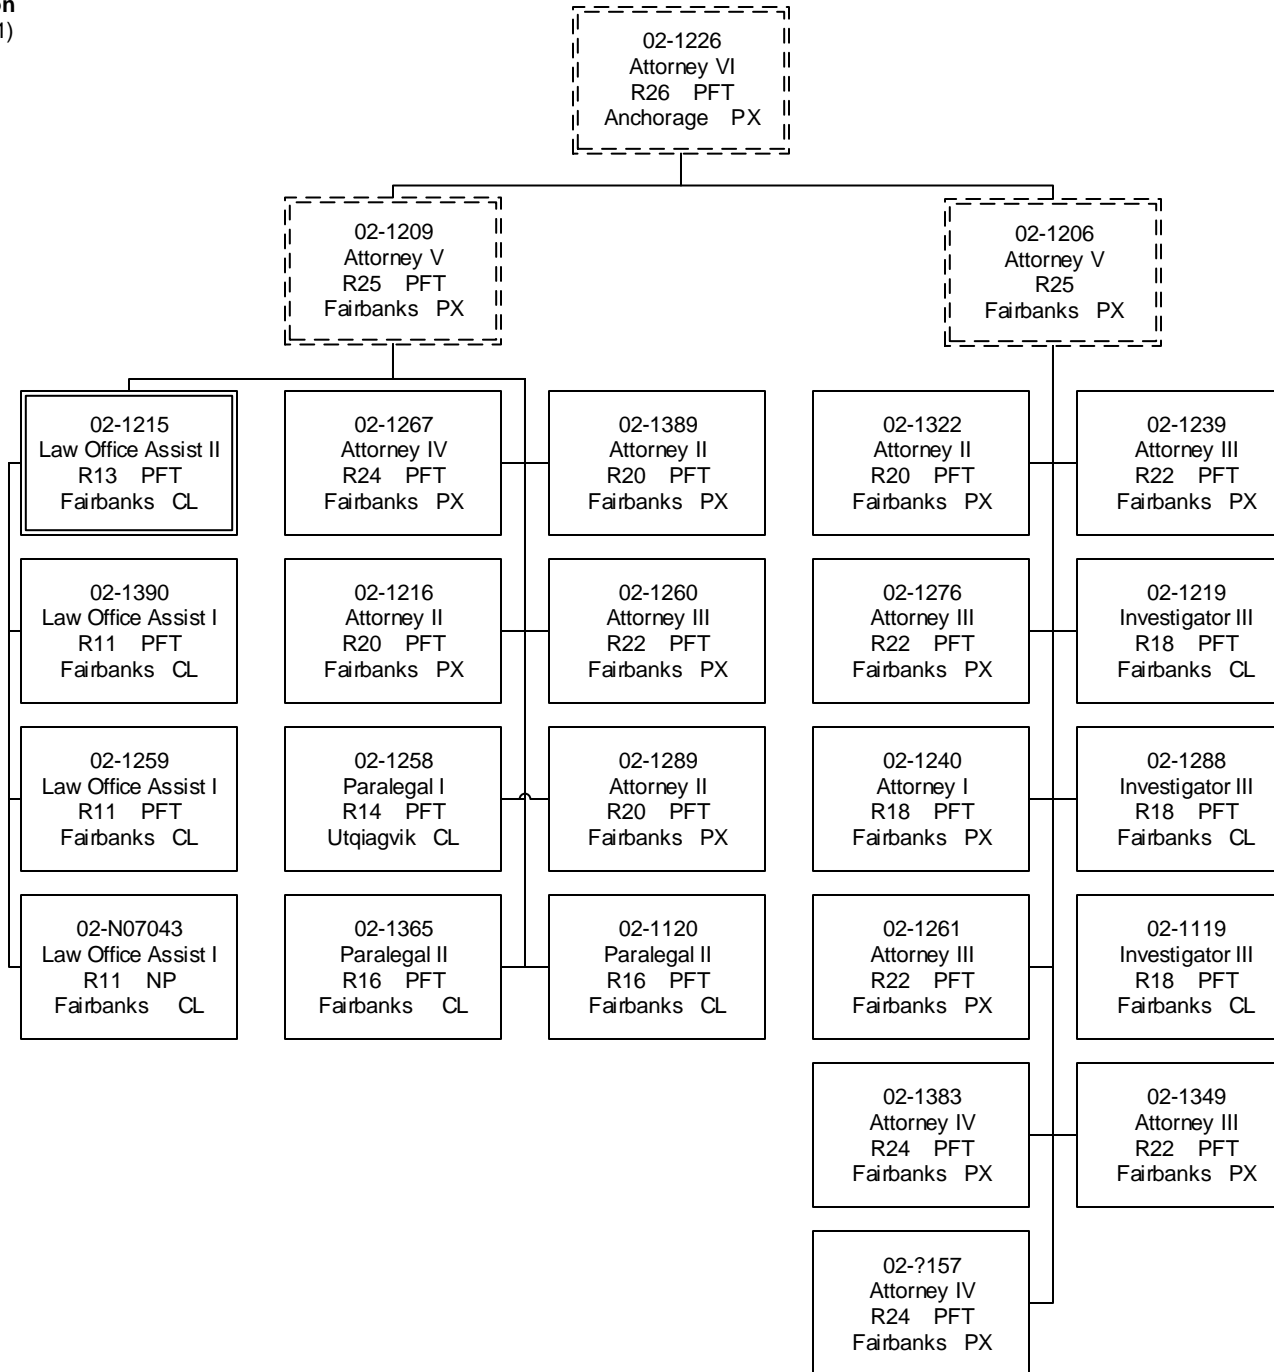 02-1226
Attorney VI
R26 PFT
Anchorage PX
02-1209
Attorney V
R25 PFT
Fairbanks PX
02-1206
Attorney V
R25
Fairbanks PX
02-1215
Law Office Assist II
R13 PFT
Fairbanks CL
02-1267
Attorney IV
R24 PFT
Fairbanks PX
02-1389
Attorney II
R20 PFT
Fairbanks PX
02-1322
Attorney II
R20 PFT
Fairbanks PX
02-1239
Attorney III
R22 PFT
Fairbanks PX
02-1390
Law Office Assist I
R11 PFT
Fairbanks CL
02-1216
Attorney II
R20 PFT
Fairbanks PX
02-1260
Attorney III
R22 PFT
Fairbanks PX
02-1276
Attorney III
R22 PFT
Fairbanks PX
02-1219
Investigator III
R18 PFT
Fairbanks CL
02-1259
Law Office Assist I
R11 PFT
Fairbanks CL
02-1258
Paralegal I
R14 PFT
Utqiagvik CL
02-1289
Attorney II
R20 PFT
Fairbanks PX
02-1240
Attorney I
R18 PFT
Fairbanks PX
02-1288
Investigator III
R18 PFT
Fairbanks CL
02-N07043
Law Office Assist I
R11 NP
Fairbanks CL
02-1365
Paralegal II
R16 PFT
Fairbanks CL
02-1120
Paralegal II
R16 PFT
Fairbanks CL
02-1261
Attorney III
R22 PFT
Fairbanks PX
02-1119
Investigator III
R18 PFT
Fairbanks CL
02-1383
Attorney IV
R24 PFT
Fairbanks PX
02-1349
Attorney III
R22 PFT
Fairbanks PX
02-?157
Attorney IV
R24 PFT
Fairbanks PX